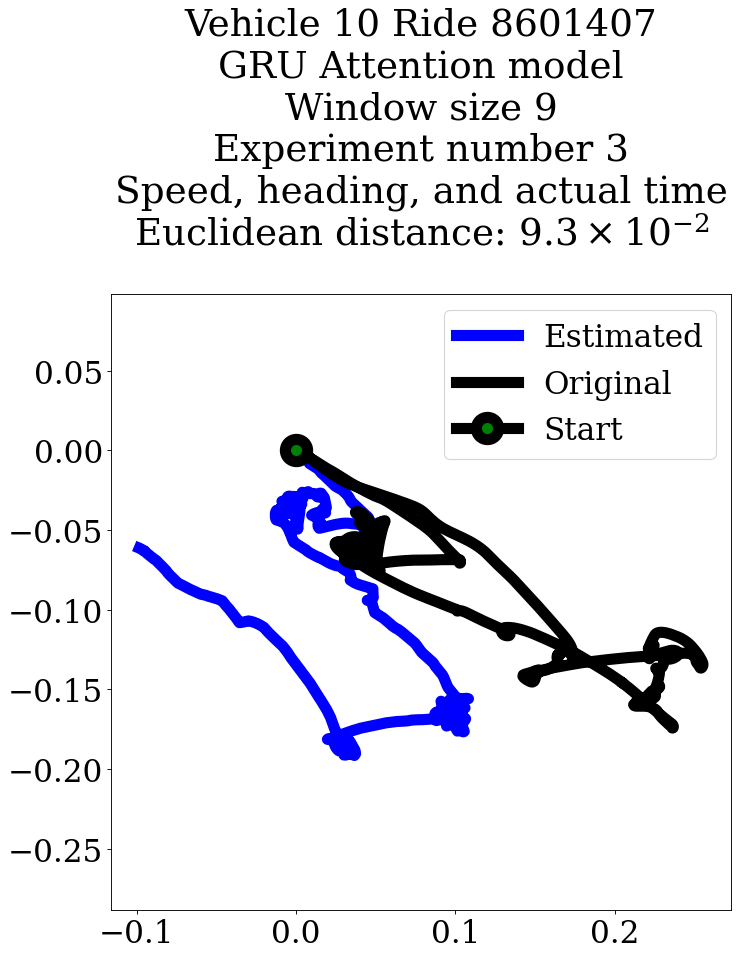 Vehicle 10 Ride 8601407
GRU Attention model
Window size 9
Experiment number 3
Speed, heading, and actual time
Euclidean distance: 9.3 × 10⁻²
Estimated
Original
Start
0.05
0.00
−0.05
−0.10
−0.15
−0.20
−0.25
−0.1 0.0 0.1 0.2